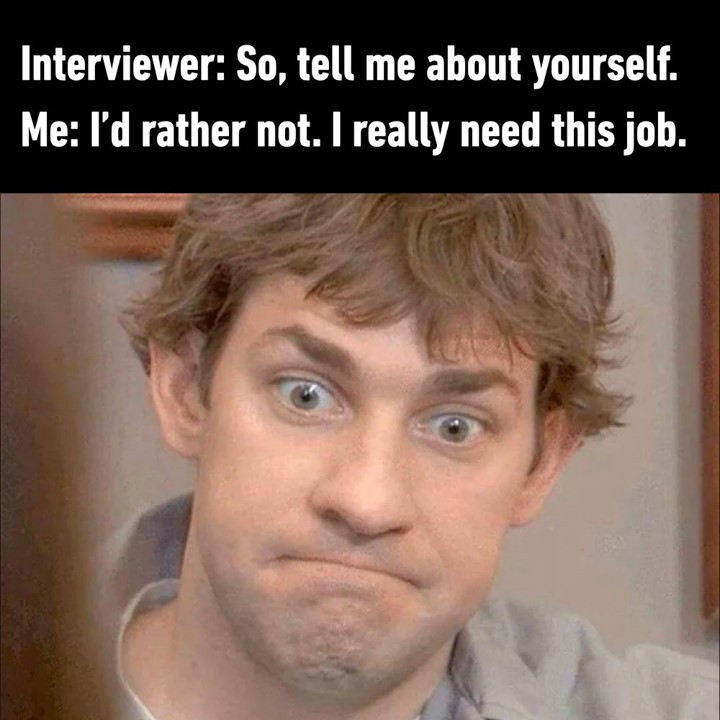 Interviewer: So, tell me about yourself.
Me: I'd rather not. I really need this job.